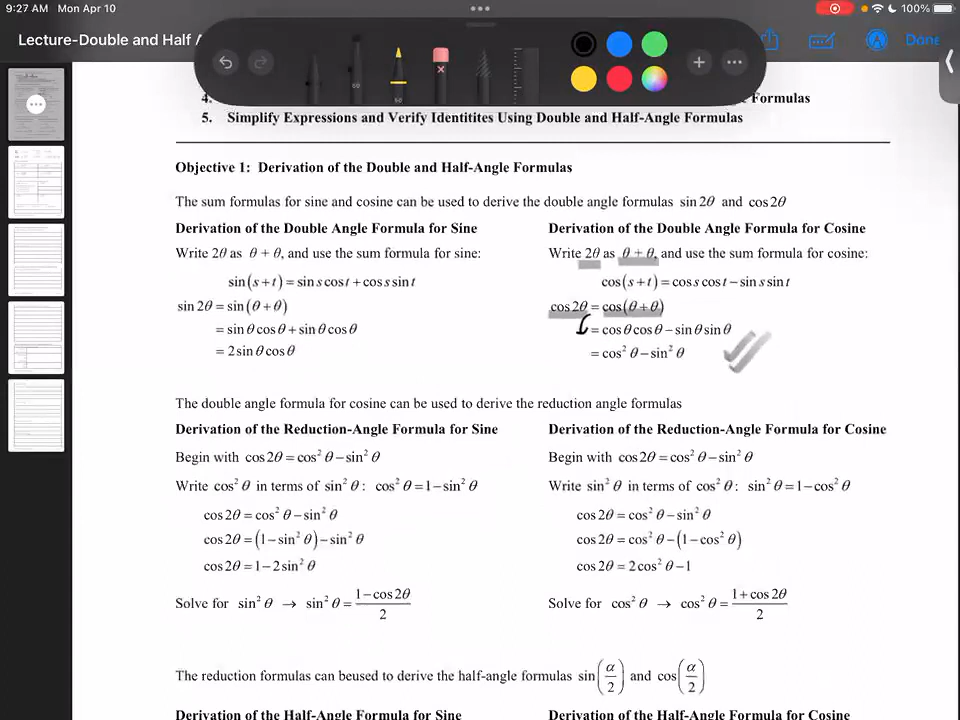 9:27 AM Mon Apr 10
100%
Lecture-Double and Half A
Done
60
50
4. Formulas
5. Simplify Expressions and Verify Identitites Using Double and Half-Angle Formulas
Objective 1: Derivation of the Double and Half-Angle Formulas
The sum formulas for sine and cosine can be used to derive the double angle formulas sin 2θ and cos 2θ
Derivation of the Double Angle Formula for Sine
Write 2θ as θ + θ, and use the sum formula for sine:
sin(s+t) = sin s cos t + cos s sin t
sin 2θ = sin(θ + θ)
= sin θ cos θ + sin θ cos θ
= 2 sin θ cos θ
Derivation of the Double Angle Formula for Cosine
Write 2θ as θ + θ, and use the sum formula for cosine:
cos(s+t) = cos s cos t − sin s sin t
cos 2θ = cos(θ + θ)
= cos θ cos θ − sin θ sin θ
= cos² θ − sin² θ
The double angle formula for cosine can be used to derive the reduction angle formulas
Derivation of the Reduction-Angle Formula for Sine
Begin with cos 2θ = cos² θ − sin² θ
Write cos² θ in terms of sin² θ : cos² θ = 1 − sin² θ
cos 2θ = cos² θ − sin² θ
cos 2θ = (1 − sin² θ) − sin² θ
cos 2θ = 1 − 2 sin² θ
Solve for sin² θ → sin² θ = (1 − cos 2θ)/2
Derivation of the Reduction-Angle Formula for Cosine
Begin with cos 2θ = cos² θ − sin² θ
Write sin² θ in terms of cos² θ : sin² θ = 1 − cos² θ
cos 2θ = cos² θ − sin² θ
cos 2θ = cos² θ − (1 − cos² θ)
cos 2θ = 2 cos² θ − 1
Solve for cos² θ → cos² θ = (1 + cos 2θ)/2
The reduction formulas can beused to derive the half-angle formulas sin(α/2) and cos(α/2)
Derivation of the Half-Angle Formula for Sine
Derivation of the Half-Angle Formula for Cosine